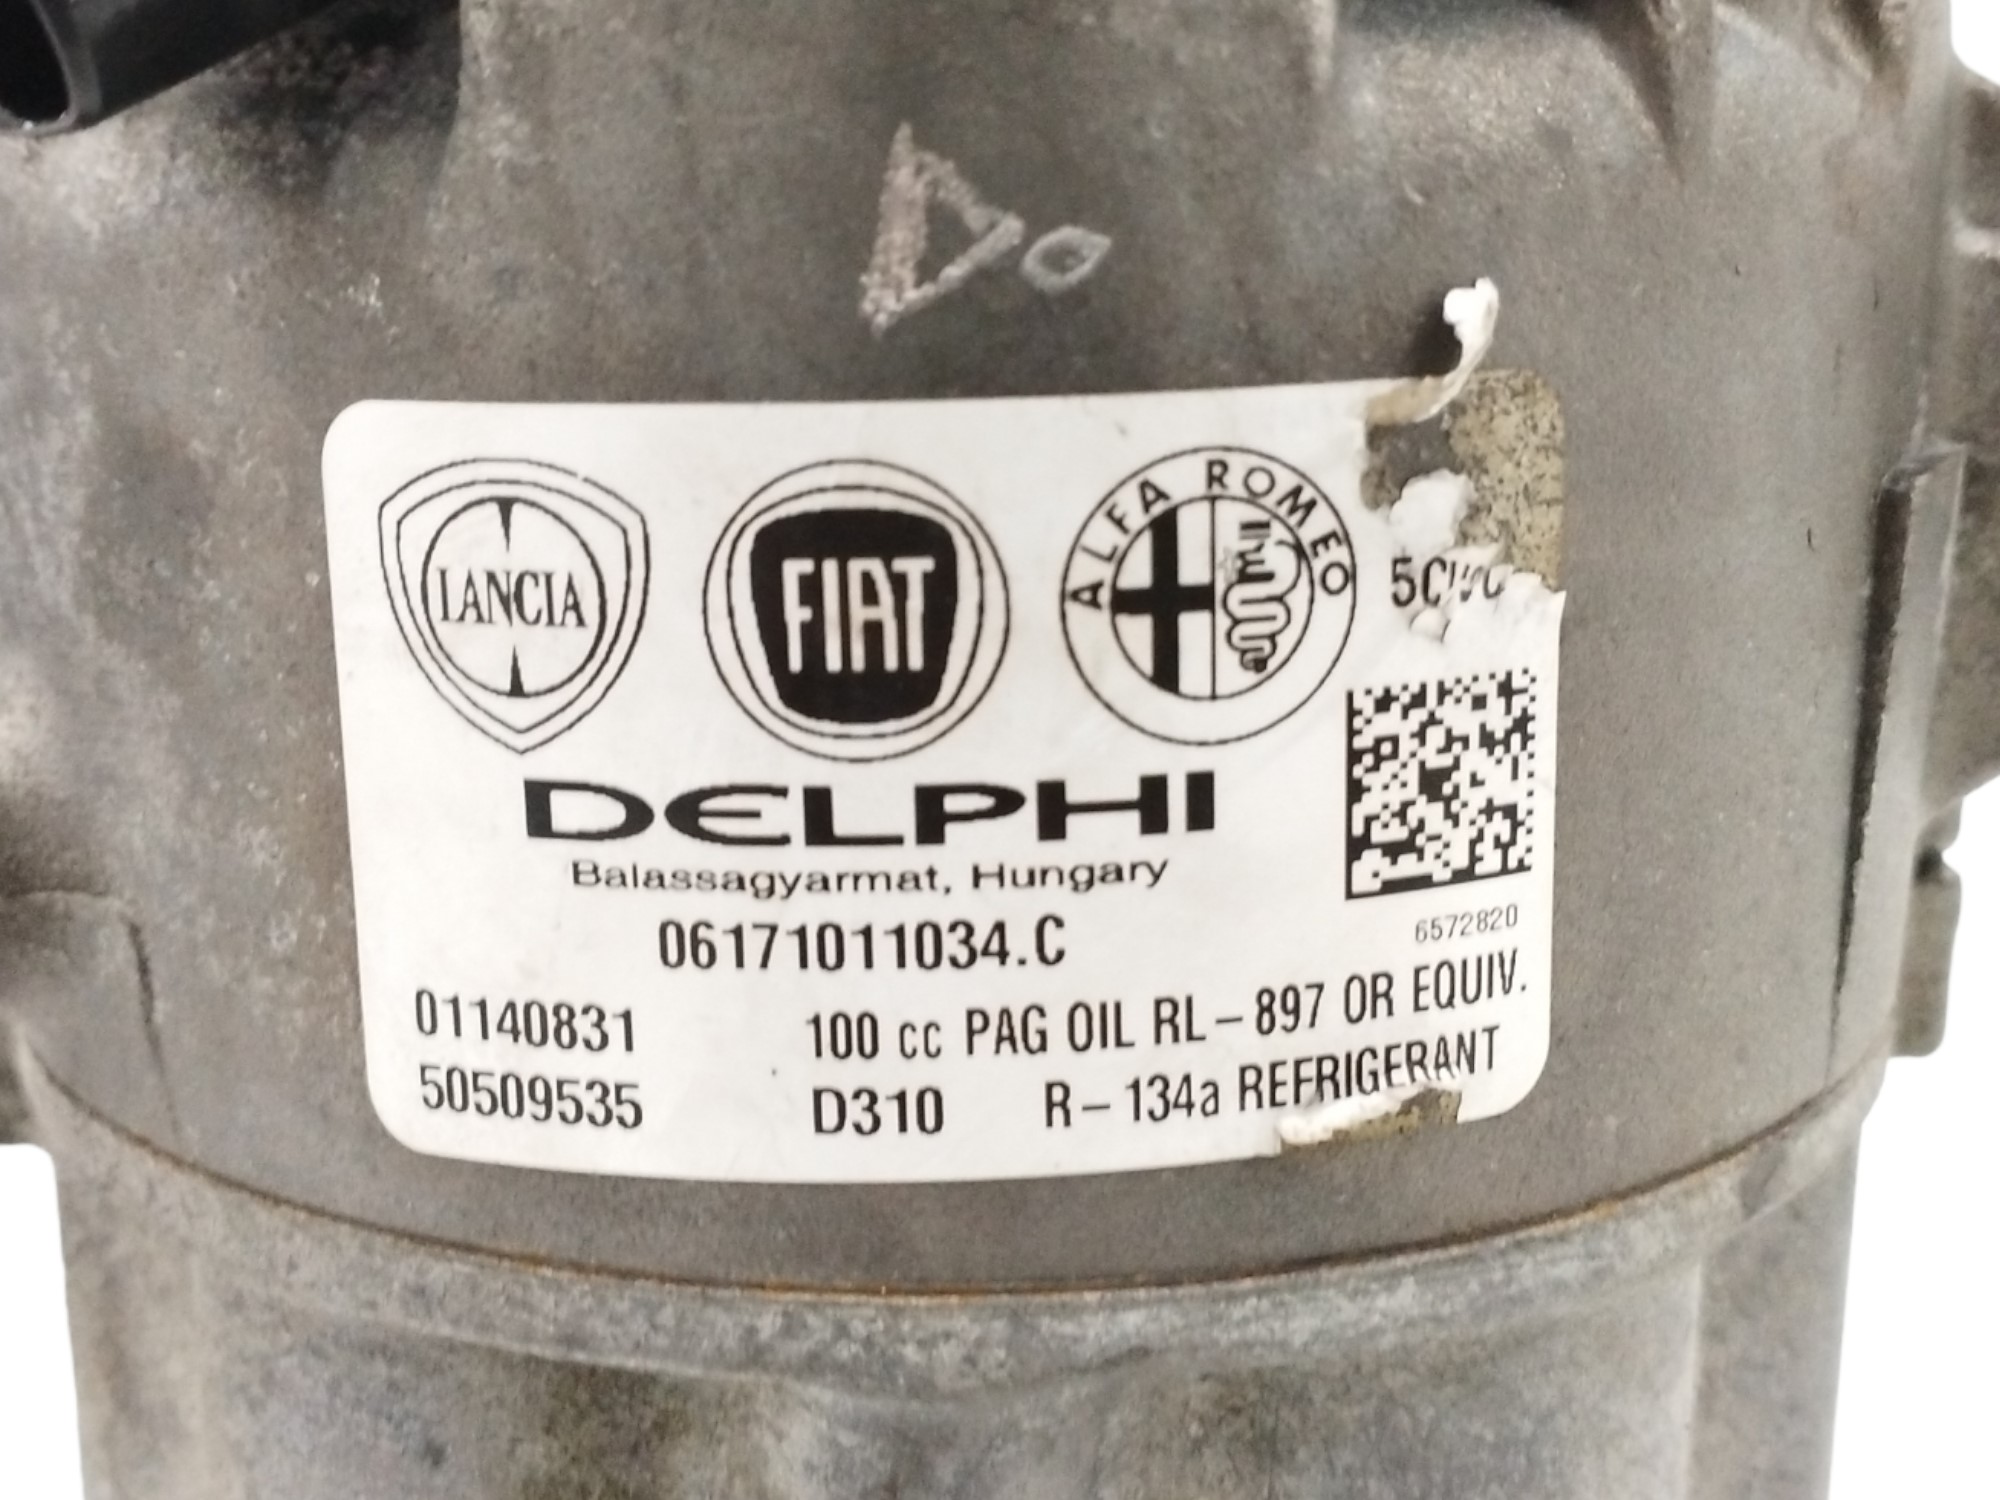 LANCIA
FIAT
ALFA ROMEO
DELPHI
Balassagyarmat, Hungary
06171011034.C
6572820
01140831
100 cc PAG OIL RL-897 OR EQUIV.
50509535
D310
R-134a REFRIGERANT